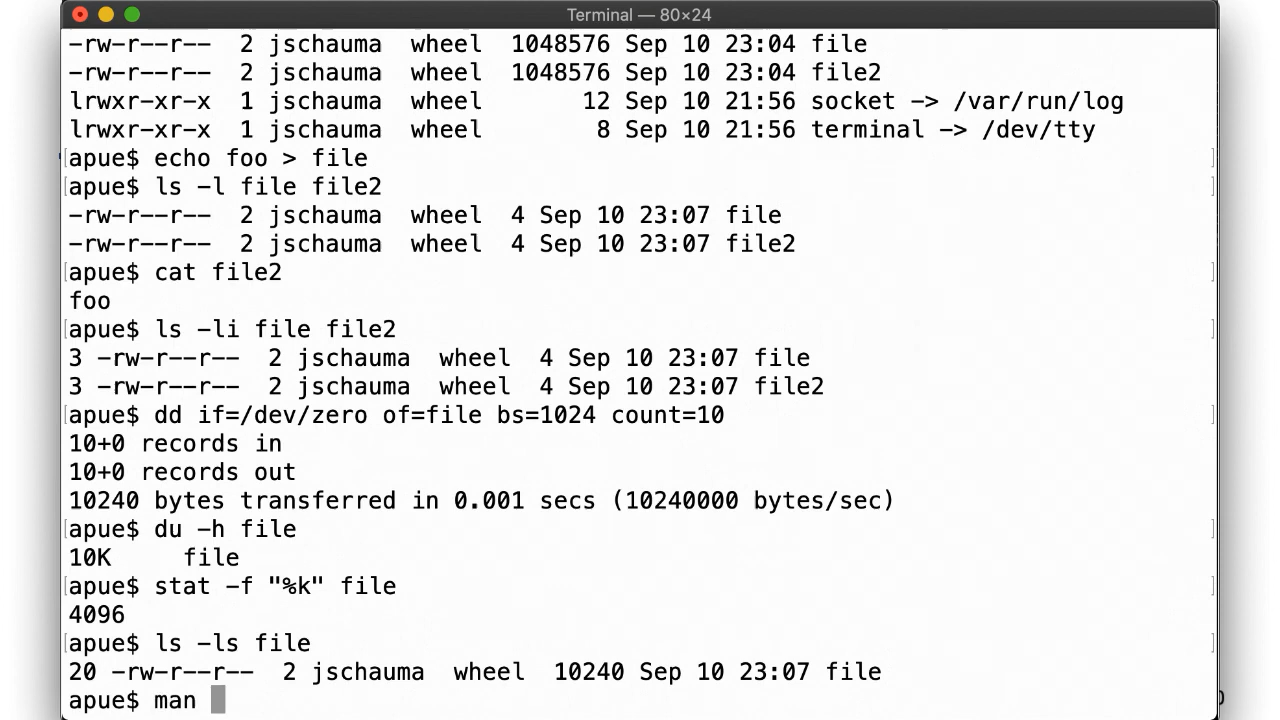 Terminal — 80×24
-rw-r--r--  2 jschauma  wheel  1048576 Sep 10 23:04 file
-rw-r--r--  2 jschauma  wheel  1048576 Sep 10 23:04 file2
lrwxr-xr-x  1 jschauma  wheel       12 Sep 10 21:56 socket -> /var/run/log
lrwxr-xr-x  1 jschauma  wheel        8 Sep 10 21:56 terminal -> /dev/tty
apue$ echo foo > file
apue$ ls -l file file2
-rw-r--r--  2 jschauma  wheel  4 Sep 10 23:07 file
-rw-r--r--  2 jschauma  wheel  4 Sep 10 23:07 file2
apue$ cat file2
foo
apue$ ls -li file file2
3 -rw-r--r--  2 jschauma  wheel  4 Sep 10 23:07 file
3 -rw-r--r--  2 jschauma  wheel  4 Sep 10 23:07 file2
apue$ dd if=/dev/zero of=file bs=1024 count=10
10+0 records in
10+0 records out
10240 bytes transferred in 0.001 secs (10240000 bytes/sec)
apue$ du -h file
10K     file
apue$ stat -f "%k" file
4096
apue$ ls -ls file
20 -rw-r--r--  2 jschauma  wheel  10240 Sep 10 23:07 file
apue$ man